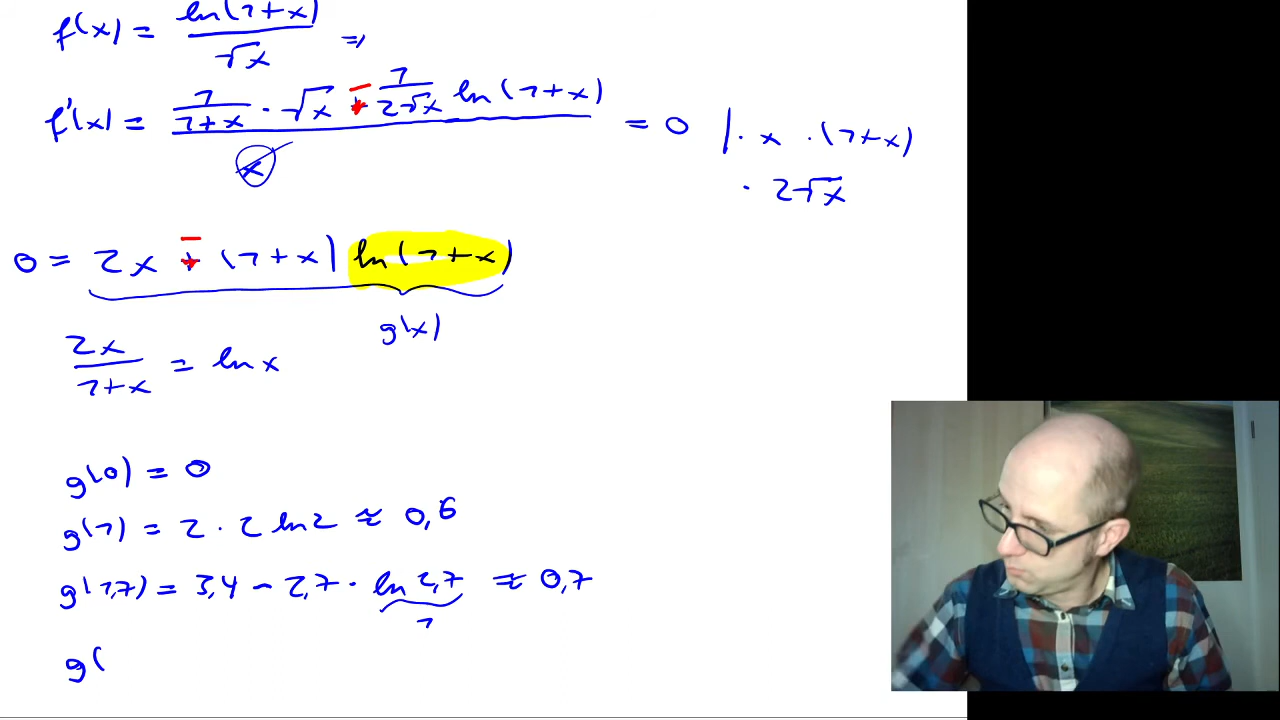 f(x) = ln(1+x) / √x ⇒
f'(x) = (1/(1+x) · √x - 1/(2√x) ln(1+x)) / x = 0 | · x · (1+x)
· 2√x
0 = 2x - (1+x) ln(1+x)
g(x)
2x/(1+x) = ln x
g(0) = 0
g(1) = 2 · 2 ln 2 ≈ 0,6
g(1,7) = 3,4 - 2,7 · ln 2,7 ≈ 0,7
1
g(